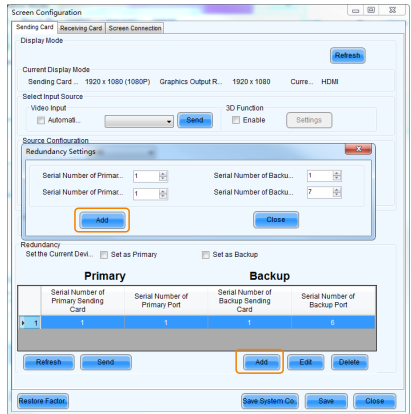 Screen Configuration
Sending Card Receiving Card Screen Connection
Display Mode
Refresh
Current Display Mode
Sending Card ... 1920 x 1080 (1080P) Graphics Output R... 1920 x 1080 Curre... HDMI
Select Input Source
Video Input 3D Function
Automati... Send Enable Settings
Source Configuration
Redundancy Settings
Serial Number of Primar... 1 Serial Number of Backu... 1
Serial Number of Primar... 1 Serial Number of Backu... 7
Add Close
Redundancy
Set the Current Devi... Set as Primary Set as Backup
Primary Backup
Serial Number of Primary Sending Card Serial Number of Primary Port Serial Number of Backup Sending Card Serial Number of Backup Port
1 1 1 1 6
Refresh Send Add Edit Delete
Restore Factor. Save System Co. Save Close